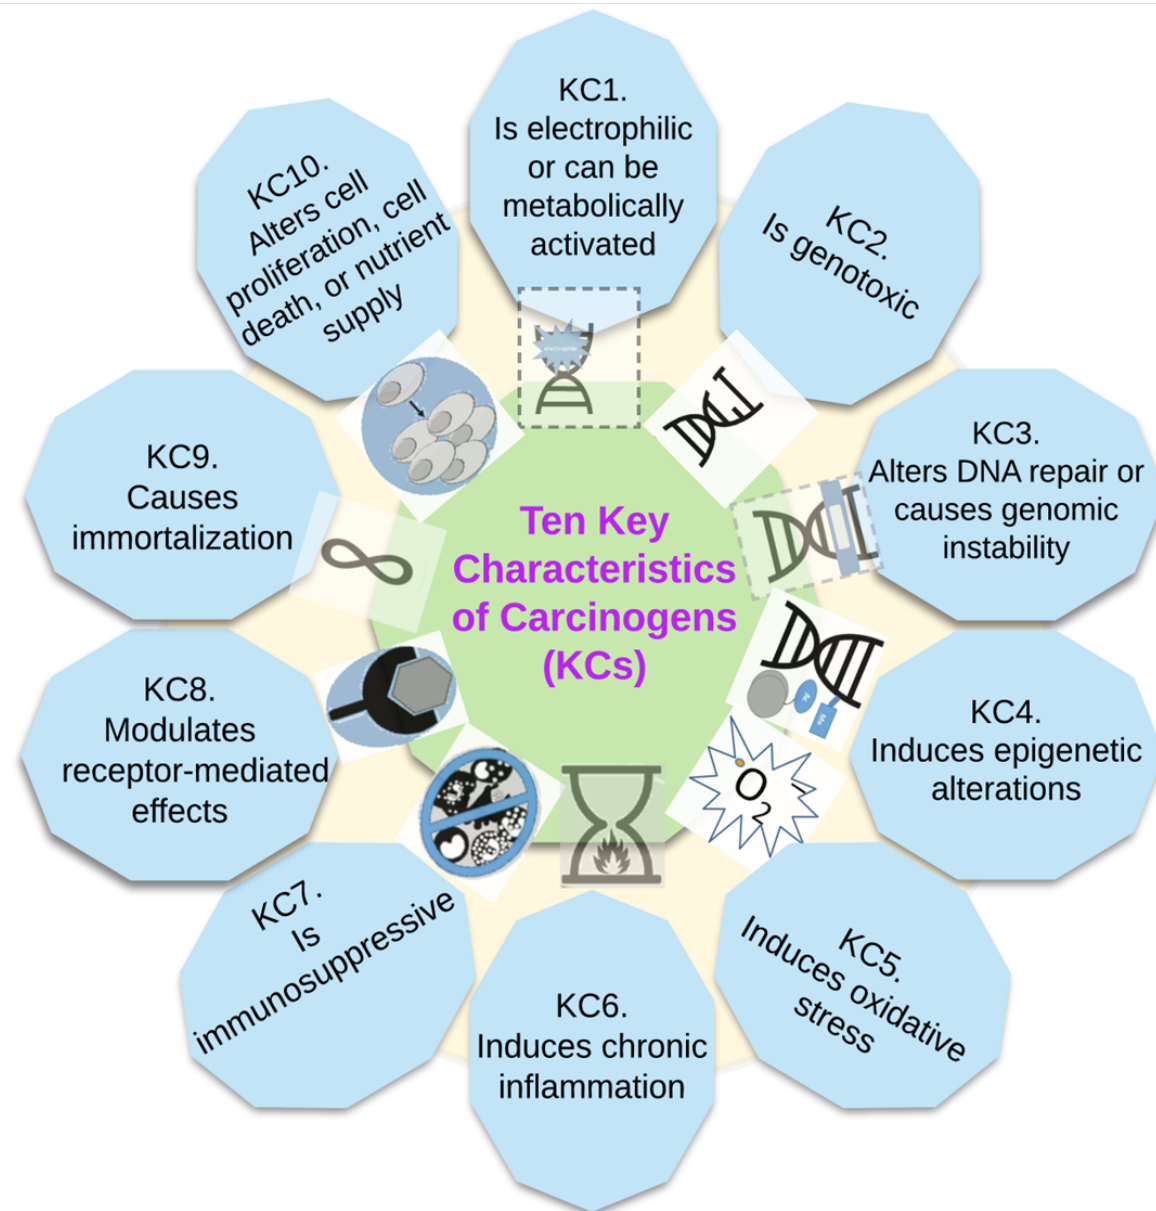 KC1.
Is electrophilic
or can be
metabolically
activated
KC2.
Is genotoxic
KC3.
Alters DNA repair or
causes genomic
instability
KC4.
Induces epigenetic
alterations
KC5.
Induces oxidative
stress
KC6.
Induces chronic
inflammation
KC7.
Is
immunosuppressive
KC8.
Modulates
receptor-mediated
effects
KC9.
Causes
immortalization
KC10.
Alters cell
proliferation, cell
death, or nutrient
supply
Ten Key
Characteristics
of Carcinogens
(KCs)
electrophile
Ac
Me
O2−